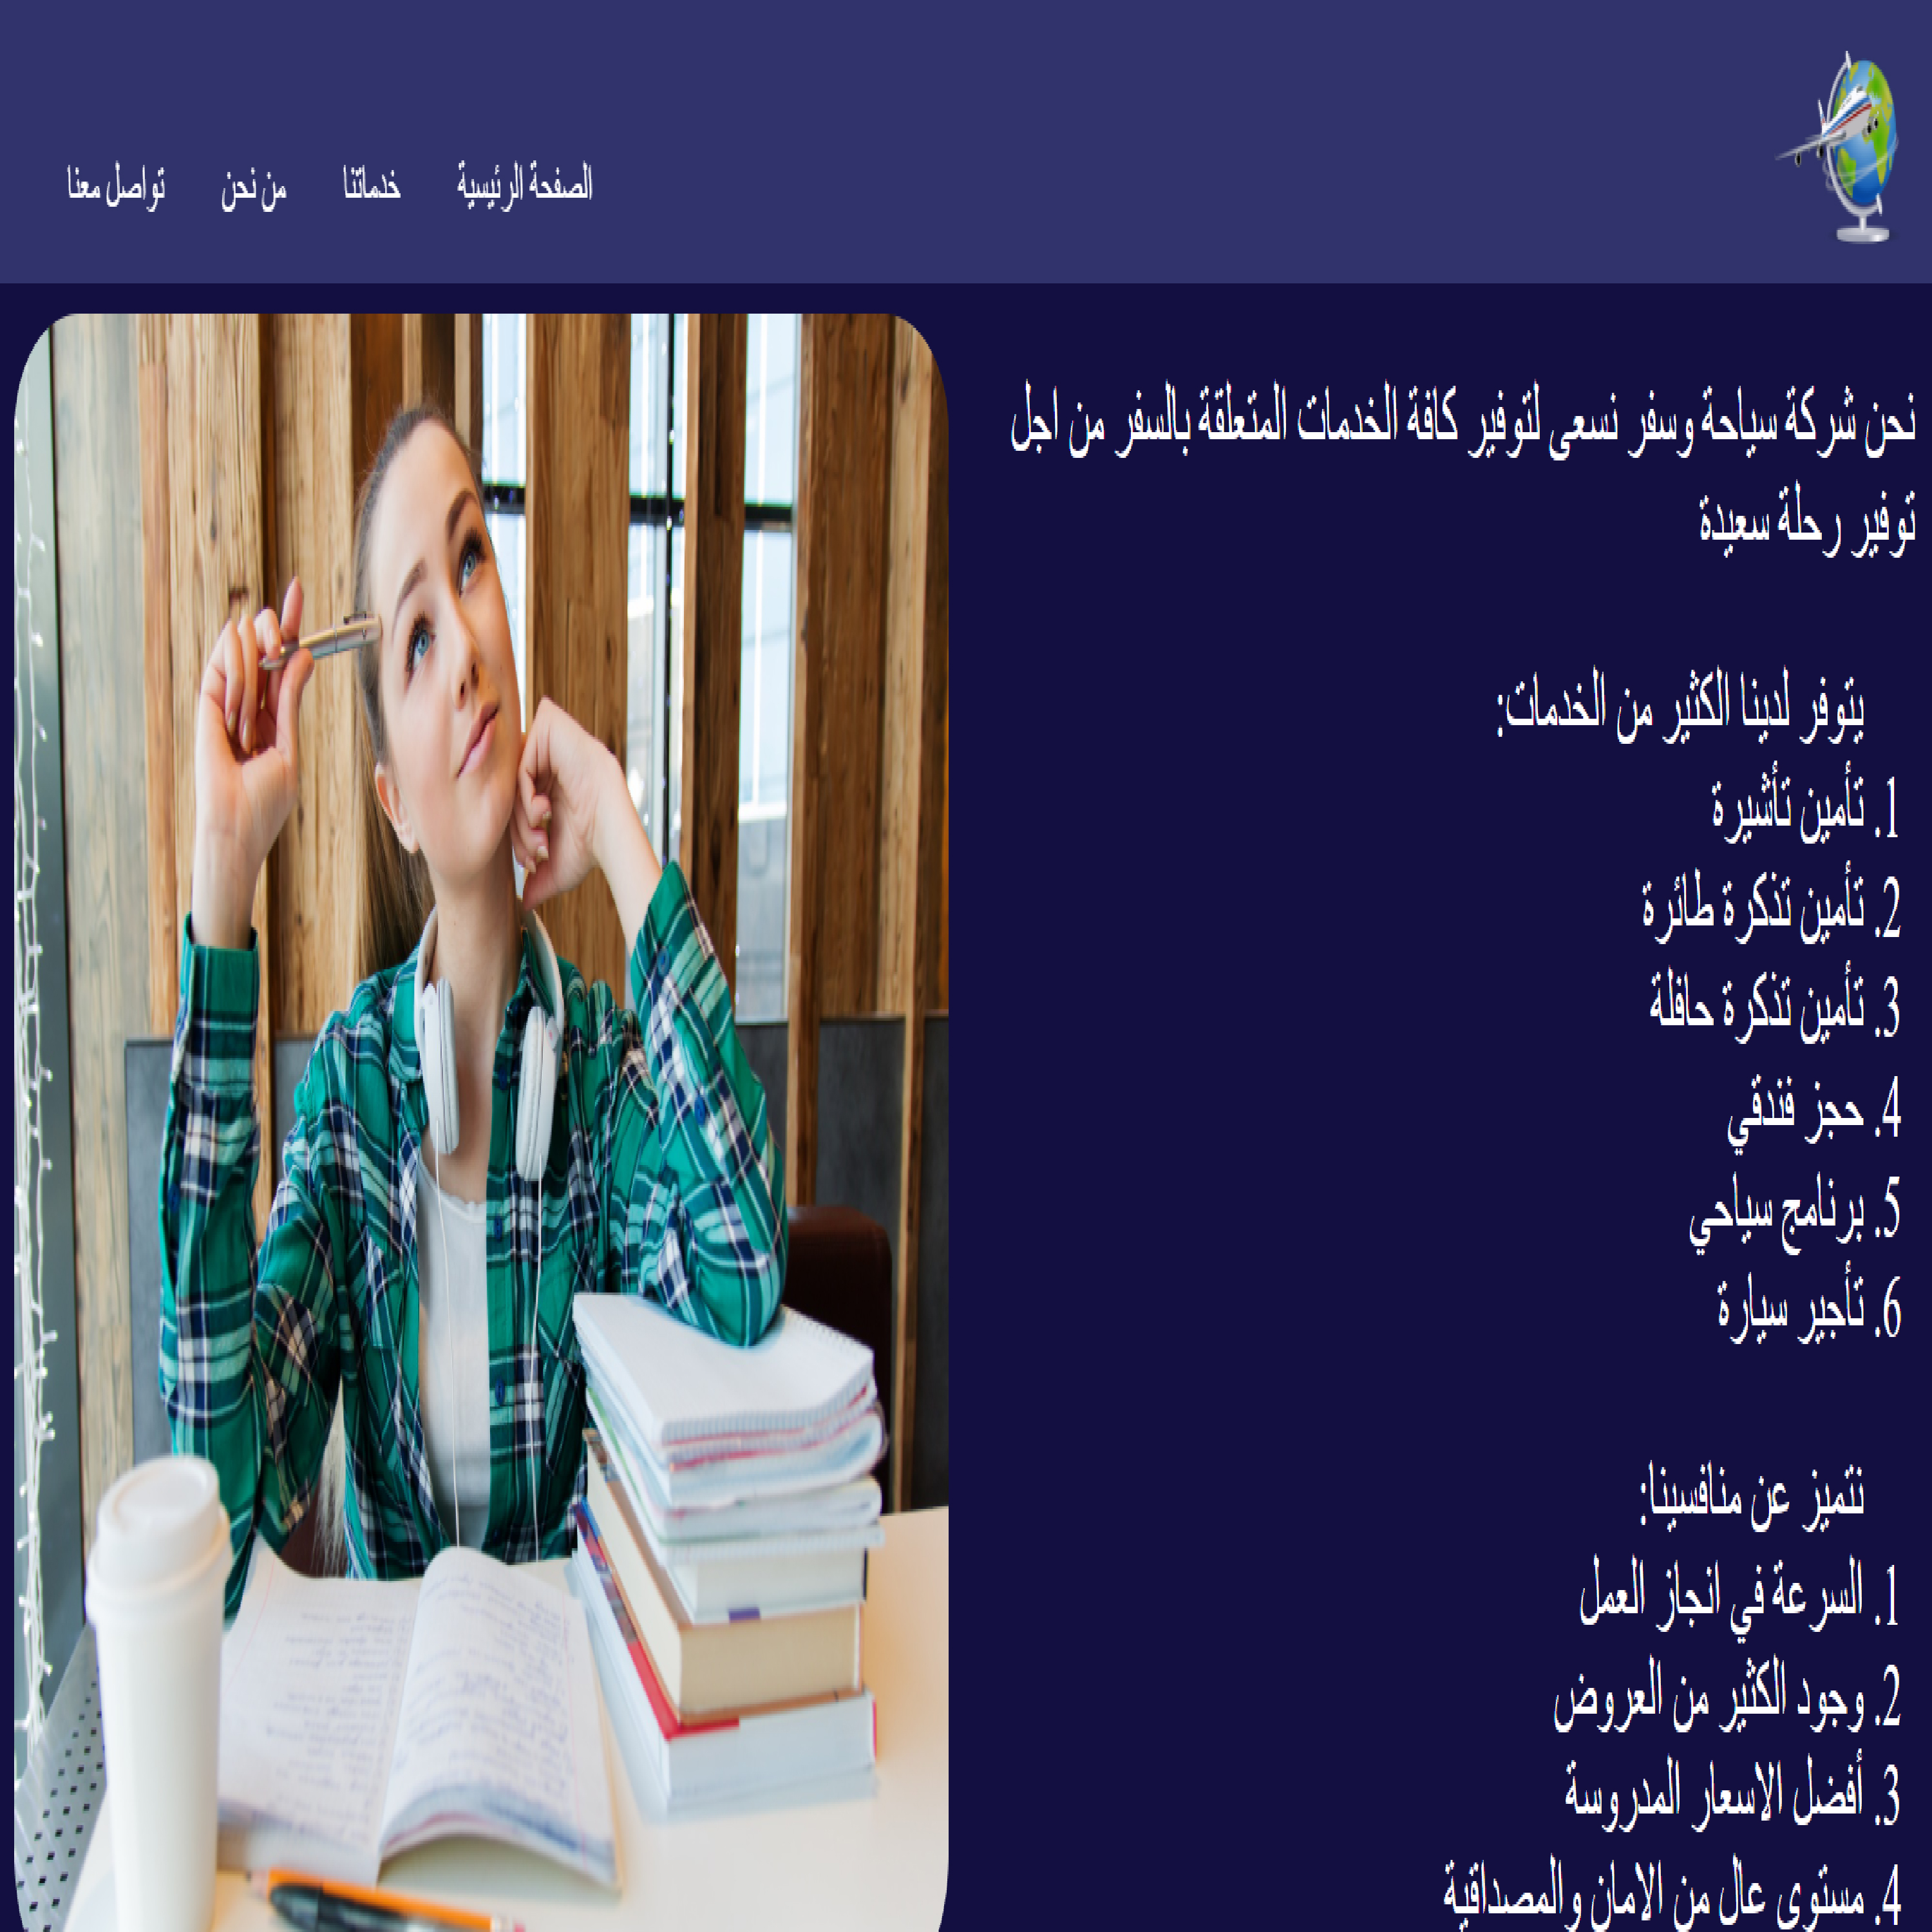 الصفحة الرئيسية
خدماتنا
من نحن
تواصل معنا
نحن شركة سياحة وسفر نسعى لتوفير كافة الخدمات المتعلقة بالسفر من اجل
توفير رحلة سعيدة
يتوفر لدينا الكثير من الخدمات:
1. تأمين تأشيرة
2. تأمين تذكرة طائرة
3. تأمين تذكرة حافلة
4. حجز فندقي
5. برنامج سياحي
6. تأجير سيارة
نتميز عن منافسينا:
1. السرعة في انجاز العمل
2. وجود الكثير من العروض
3. أفضل الاسعار المدروسة
4. مستوى عال من الامان والمصداقية